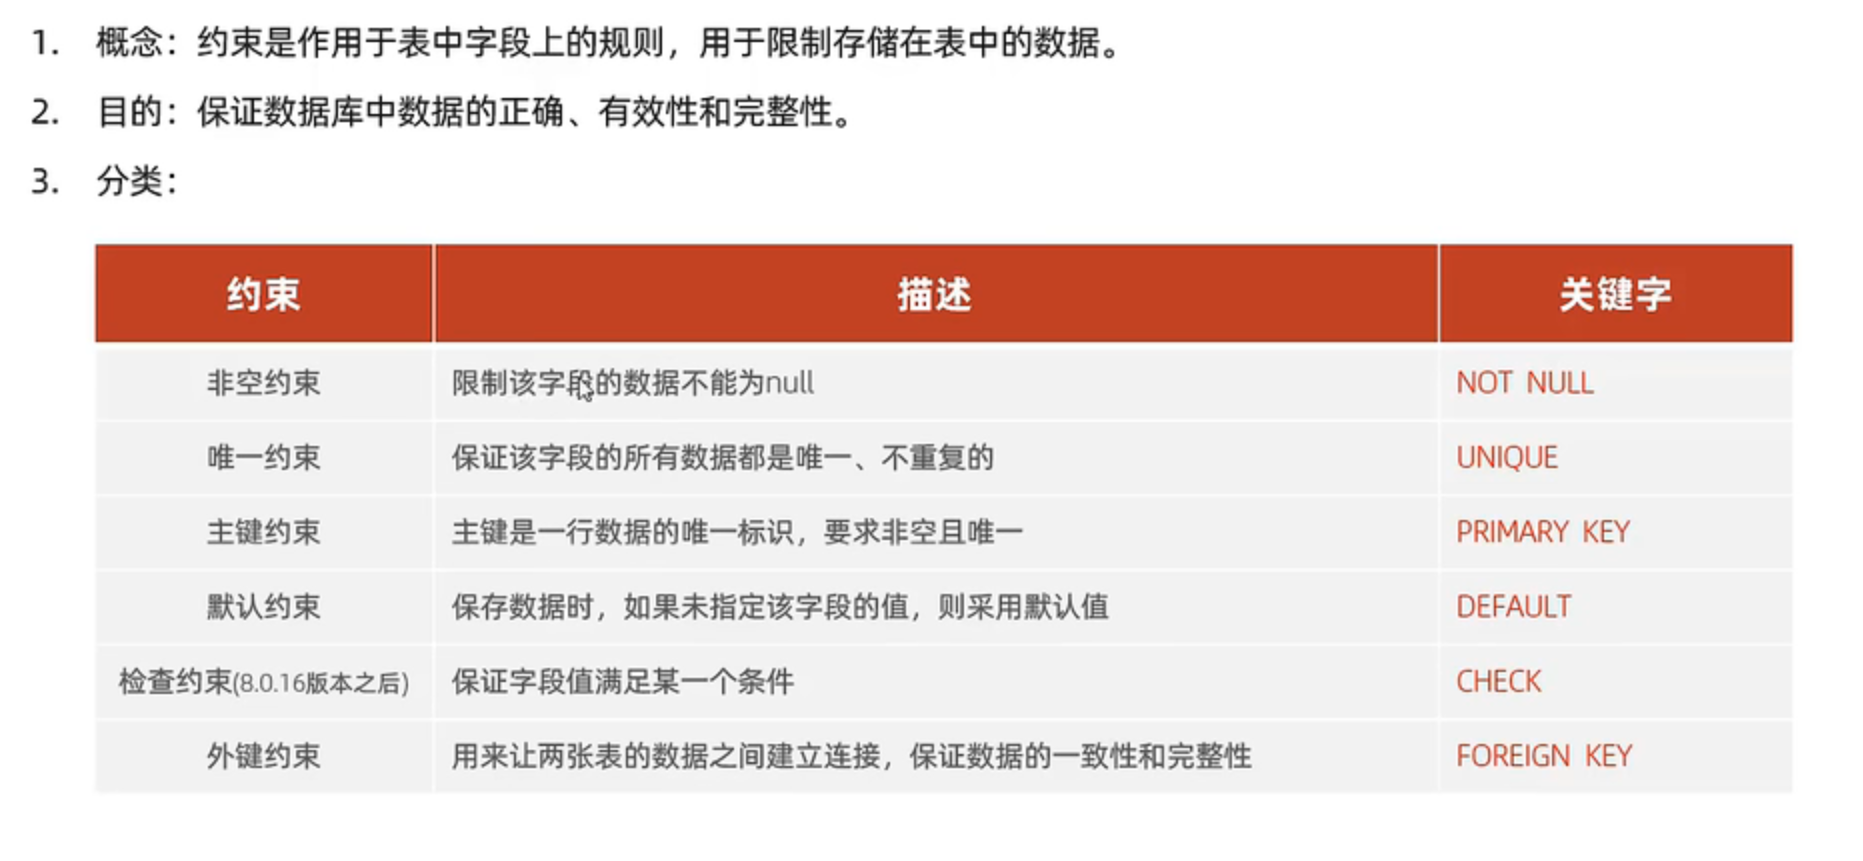 1. 概念：约束是作用于表中字段上的规则，用于限制存储在表中的数据。
2. 目的：保证数据库中数据的正确、有效性和完整性。
3. 分类：
约束 描述 关键字
非空约束 限制该字段的数据不能为null NOT NULL
唯一约束 保证该字段的所有数据都是唯一、不重复的 UNIQUE
主键约束 主键是一行数据的唯一标识，要求非空且唯一 PRIMARY KEY
默认约束 保存数据时，如果未指定该字段的值，则采用默认值 DEFAULT
检查约束(8.0.16版本之后) 保证字段值满足某一个条件 CHECK
外键约束 用来让两张表的数据之间建立连接，保证数据的一致性和完整性 FOREIGN KEY